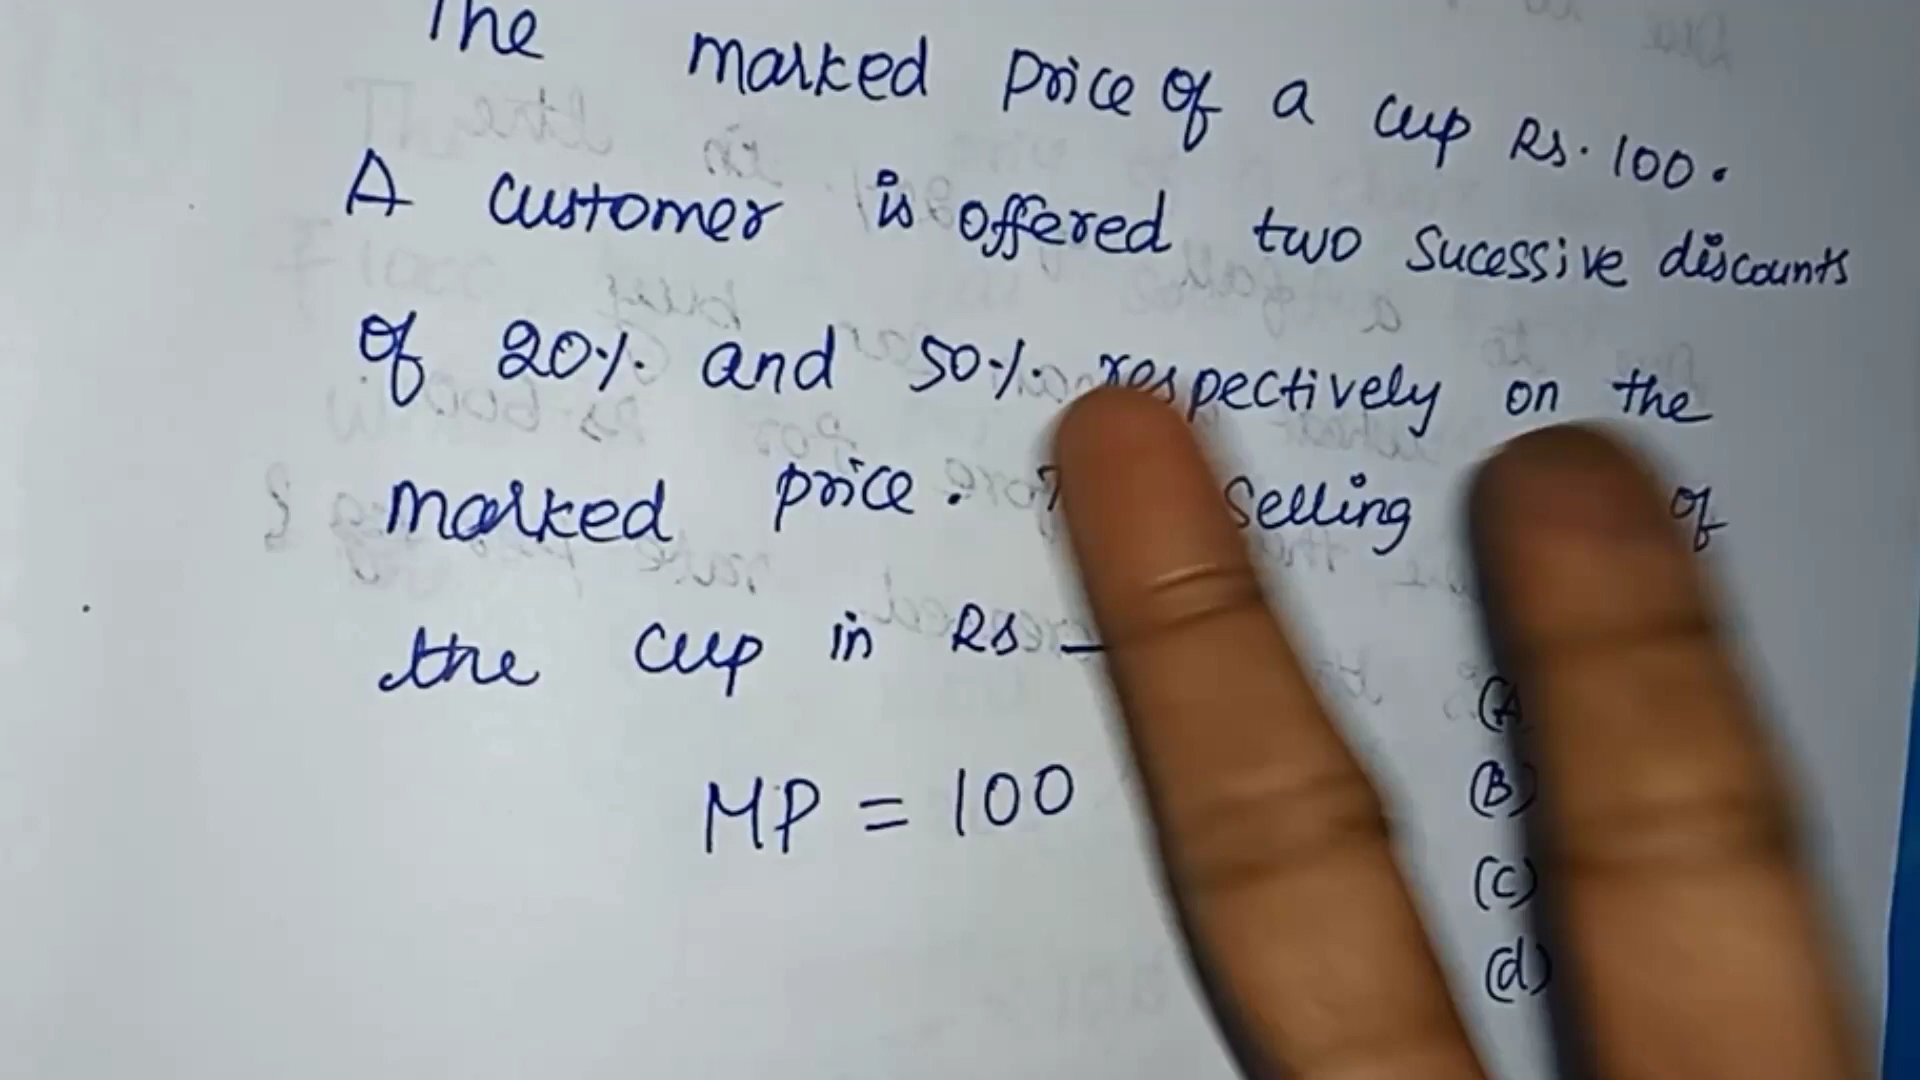 The marked price of a cup Rs. 100.
A customer is offered two Sucessive discounts
of 20% and 50% respectively on the
marked price. Selling of
the cup in Rs _
(A
MP = 100 (B)
(C)
(d)